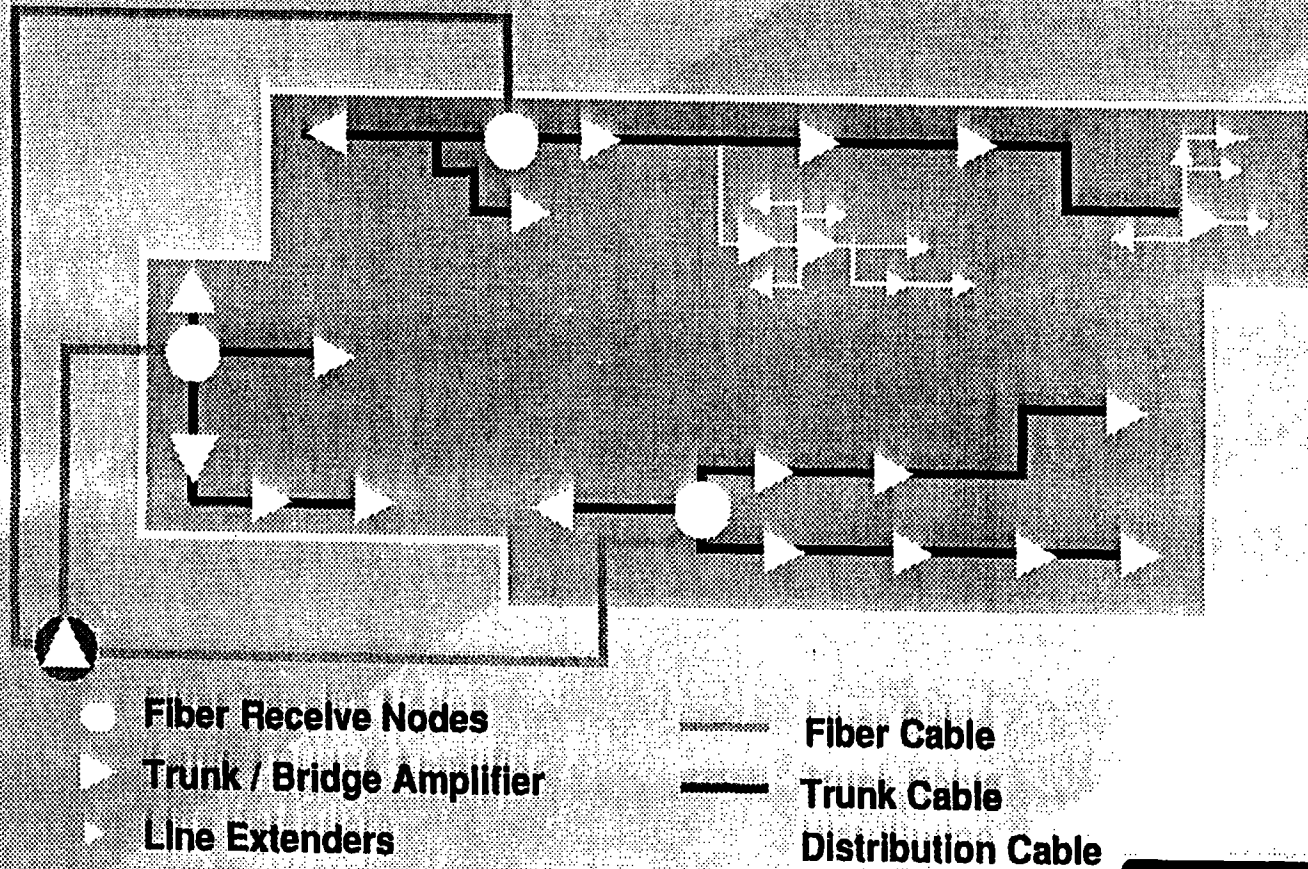 Fiber Receive Nodes
Trunk / Bridge Amplifier
Line Extenders
Fiber Cable
Trunk Cable
Distribution Cable